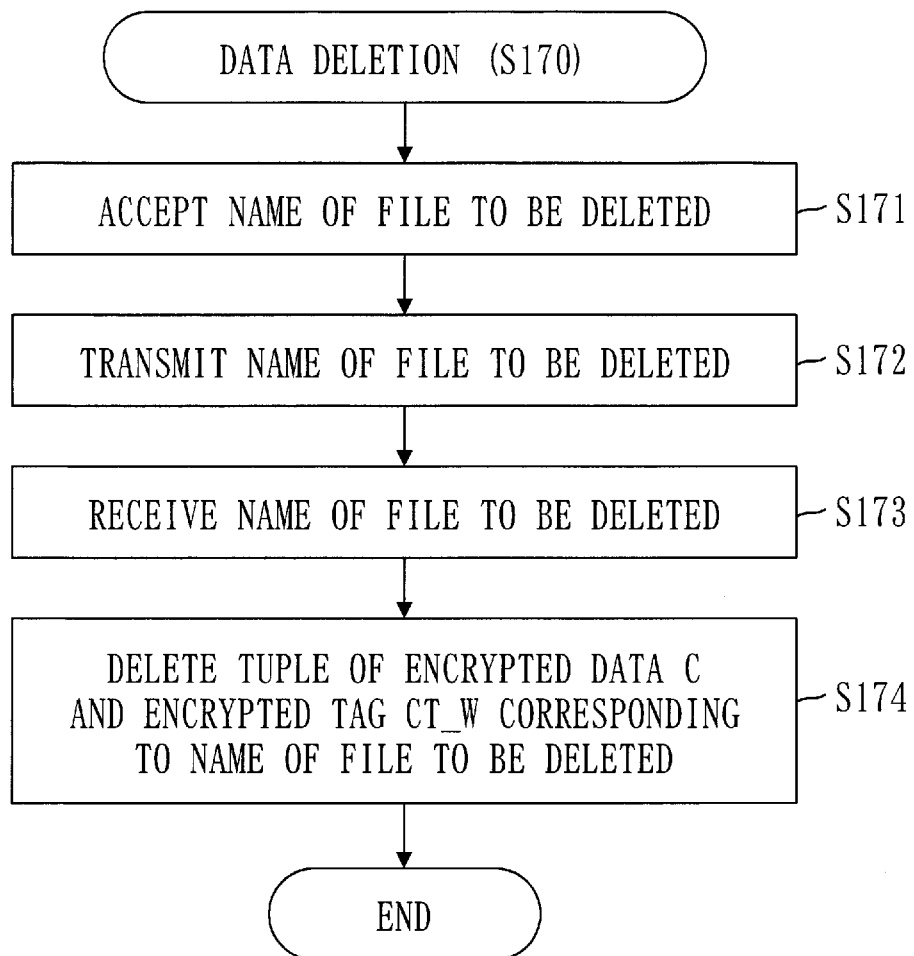 DATA DELETION (S170)
ACCEPT NAME OF FILE TO BE DELETED
S171
TRANSMIT NAME OF FILE TO BE DELETED
S172
RECEIVE NAME OF FILE TO BE DELETED
S173
DELETE TUPLE OF ENCRYPTED DATA C
AND ENCRYPTED TAG CT_W CORRESPONDING
TO NAME OF FILE TO BE DELETED
S174
END